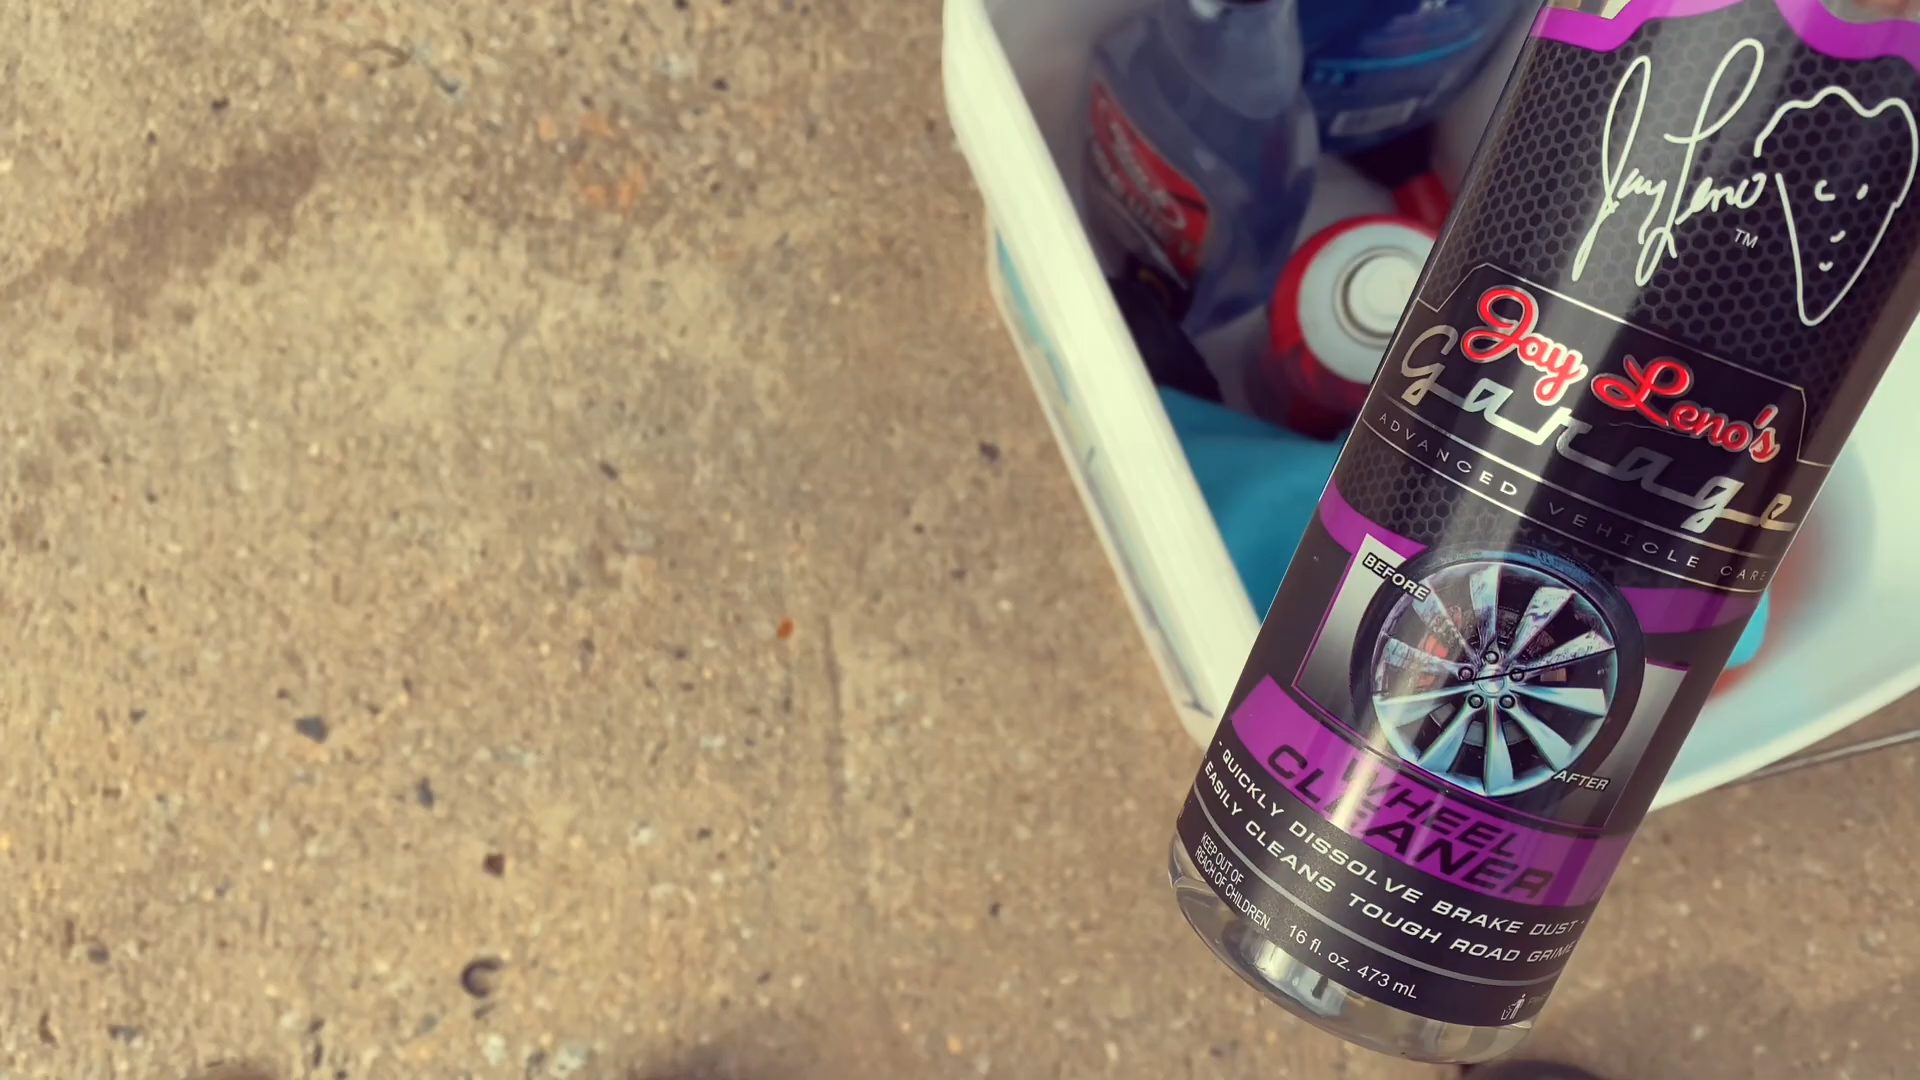 Jay Leno
TM
Jay Leno's
Garage
ADVANCED VEHICLE CARE
BEFORE
AFTER
WHEEL
CLEANER
- QUICKLY DISSOLVE BRAKE DUST -
EASILY CLEANS TOUGH ROAD GRIME
KEEP OUT OF
REACH OF CHILDREN.
16 fl. oz. 473 mL